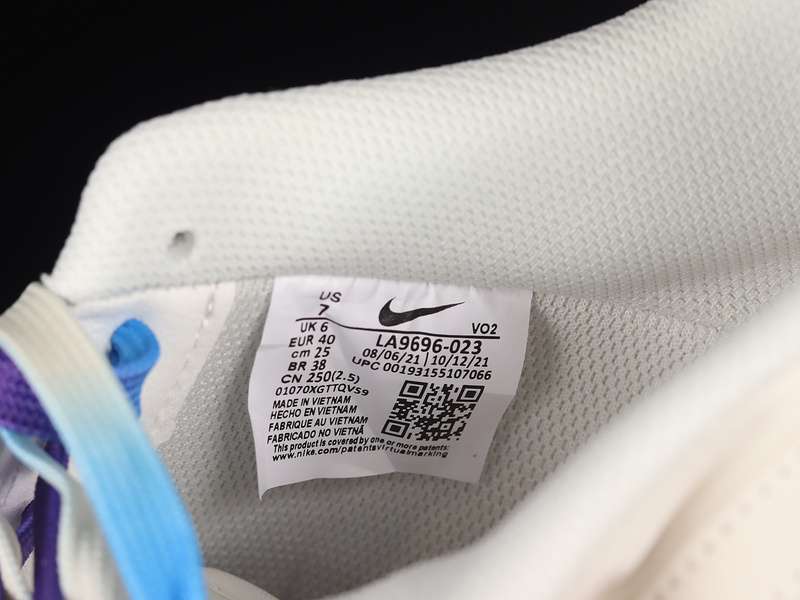 US
7
UK 6
EUR 40
cm 25
BR 38
CN 250(2.5)
VO2
LA9696-023
08/06/21 | 10/12/21
UPC 00193155107066
01070XGTTQV59
MADE IN VIETNAM
HECHO EN VIETNAM
FABRIQUE AU VIETNAM
FABRICADO NO VIETNÃ
This product is covered by one or more patents:
www.nike.com/patentsvirtualmarking